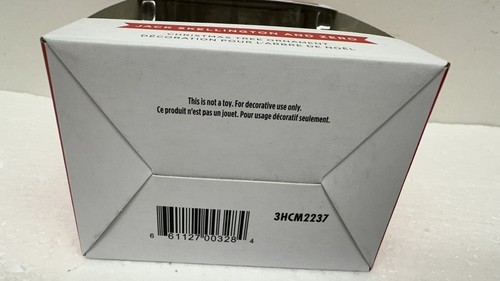 JACK SKELLINGTON AND ZERO
CHRISTMAS TREE ORNAMENT
DÉCORATION POUR L'ARBRE DE NOËL
This is not a toy. For decorative use only.
Ce produit n'est pas un jouet. Pour usage décoratif seulement.
3HCM2237
6 61127 00328 4